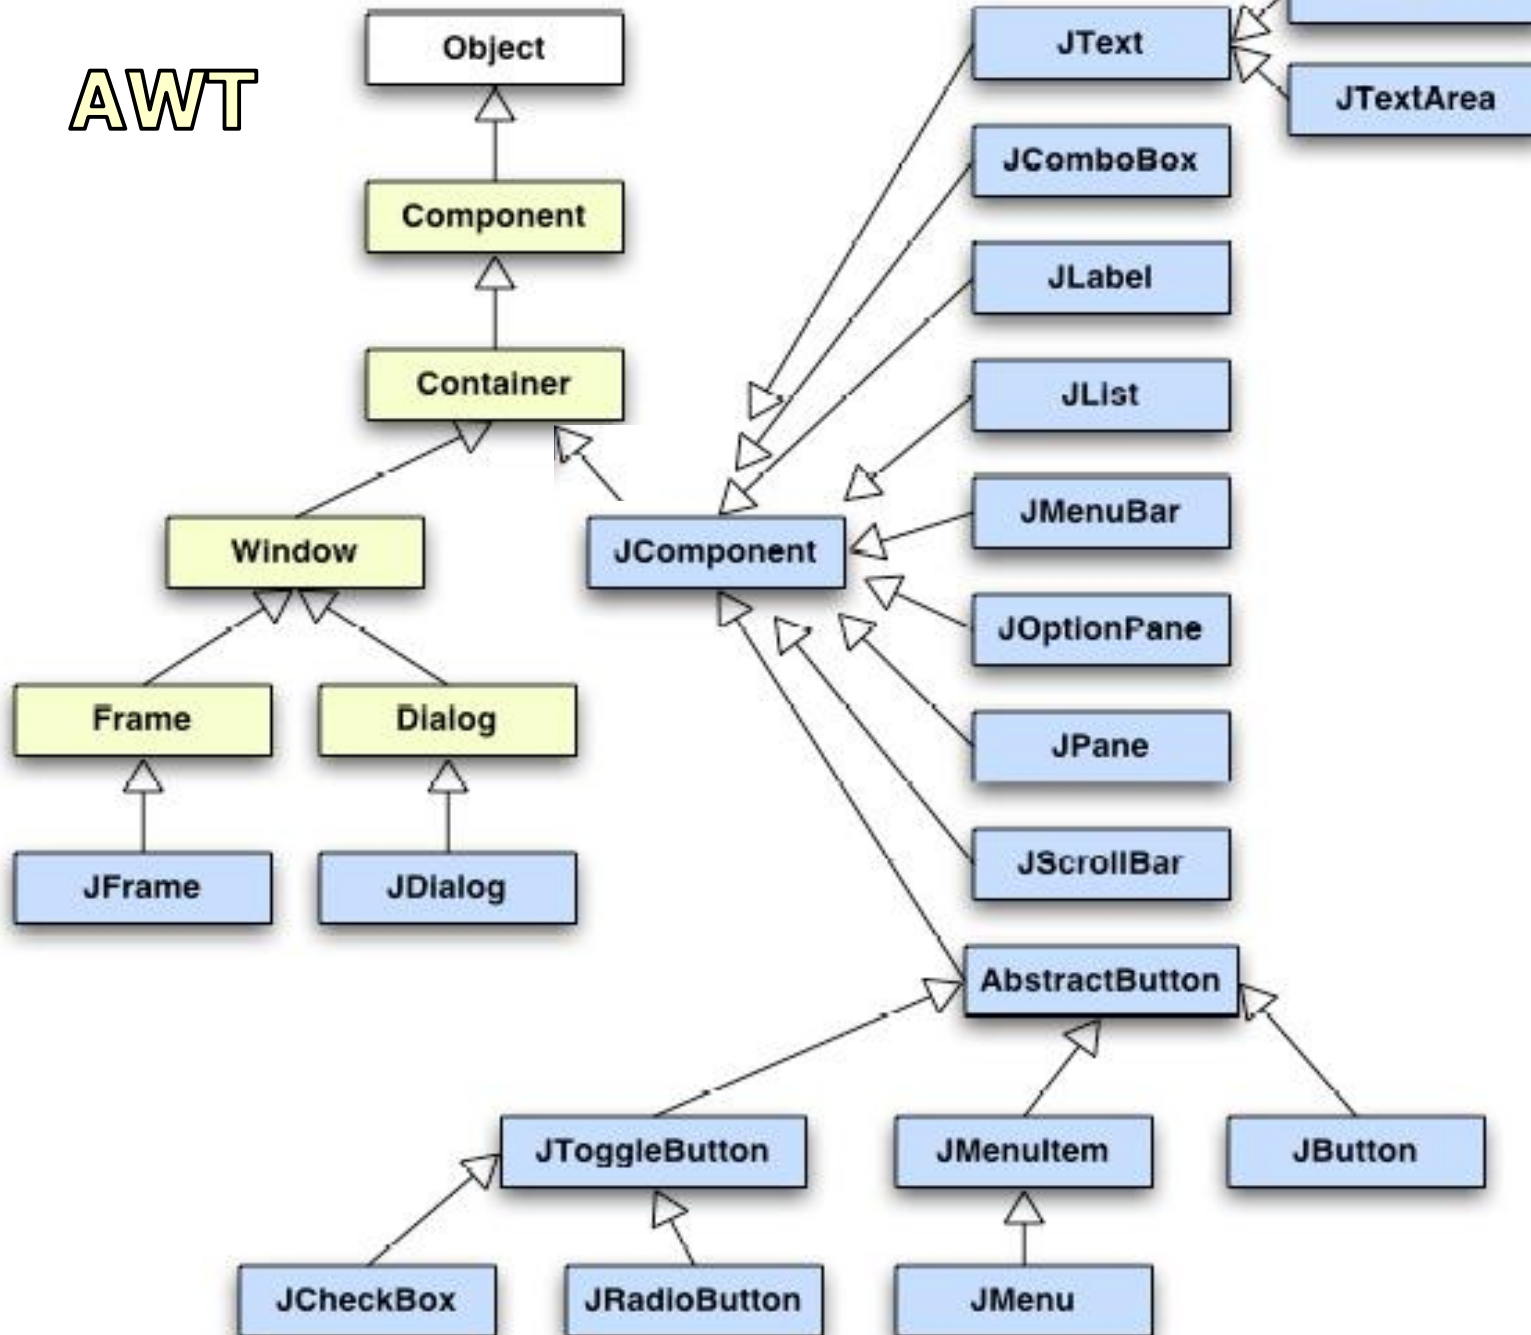 AWT
Object
Component
Container
Window
JComponent
Frame
Dialog
JFrame
JDialog
JText
JTextArea
JComboBox
JLabel
JList
JMenuBar
JOptionPane
JPane
JScrollBar
AbstractButton
JToggleButton
JMenuItem
JButton
JCheckBox
JRadioButton
JMenu